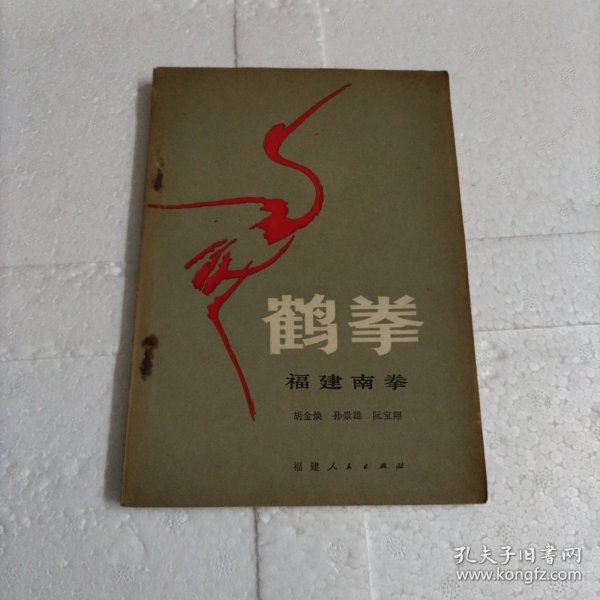 鹤拳
福建南拳
胡金焕 孙崇雄 阮宝翔
福建人民出版社
孔夫子旧书网
www.kongfz.com